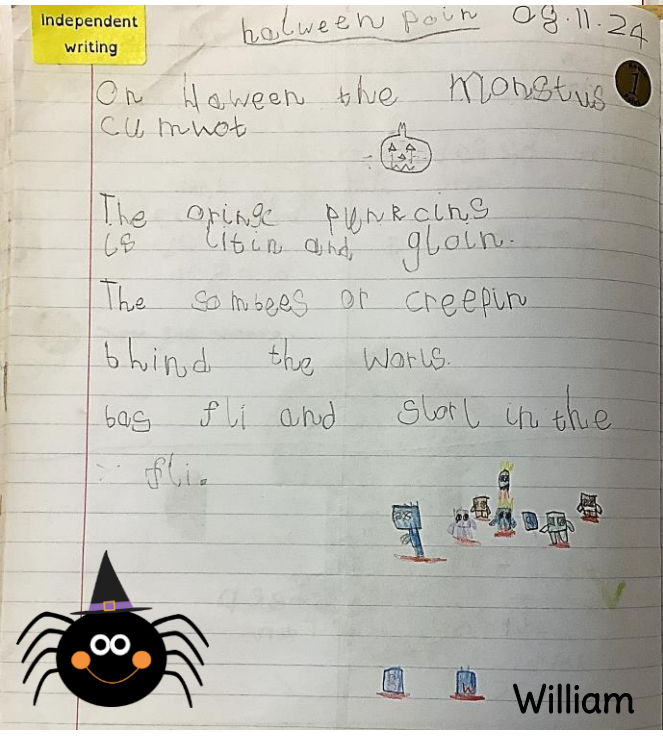 Independent
writing
halween poin 08.11.24
On Haween the monstus
cumnot
The oringe punkcins
is litin and gloin.
The sombees or creepin
bhind the worls.
bas fli and slorl in the
fli.
William